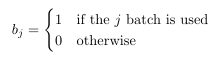 b_j = { 1 if the j batch is used
0 otherwise